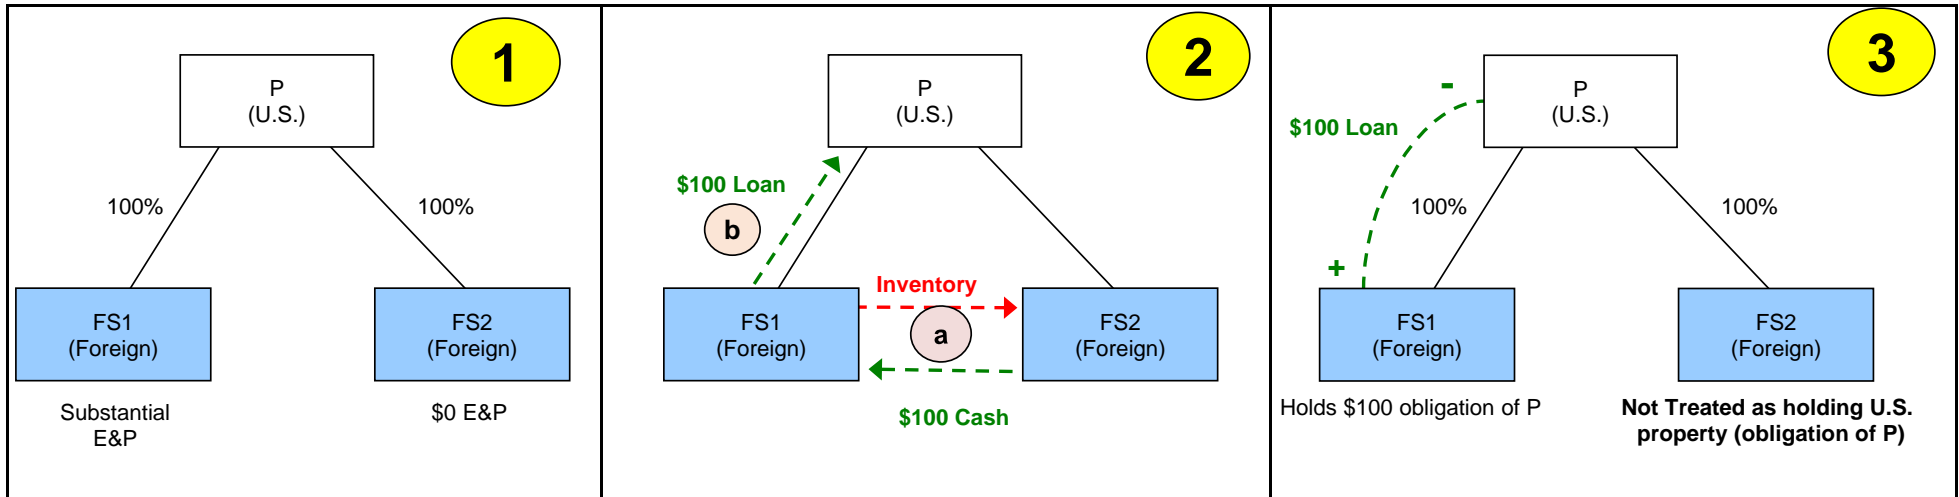 1
P
(U.S.)
100%
100%
FS1
(Foreign)
FS2
(Foreign)
Substantial
E&P
$0 E&P
2
P
(U.S.)
$100 Loan
b
Inventory
a
FS1
(Foreign)
FS2
(Foreign)
$100 Cash
3
P
(U.S.)
-
$100 Loan
100%
100%
+
FS1
(Foreign)
FS2
(Foreign)
Holds $100 obligation of P
Not Treated as holding U.S.
property (obligation of P)